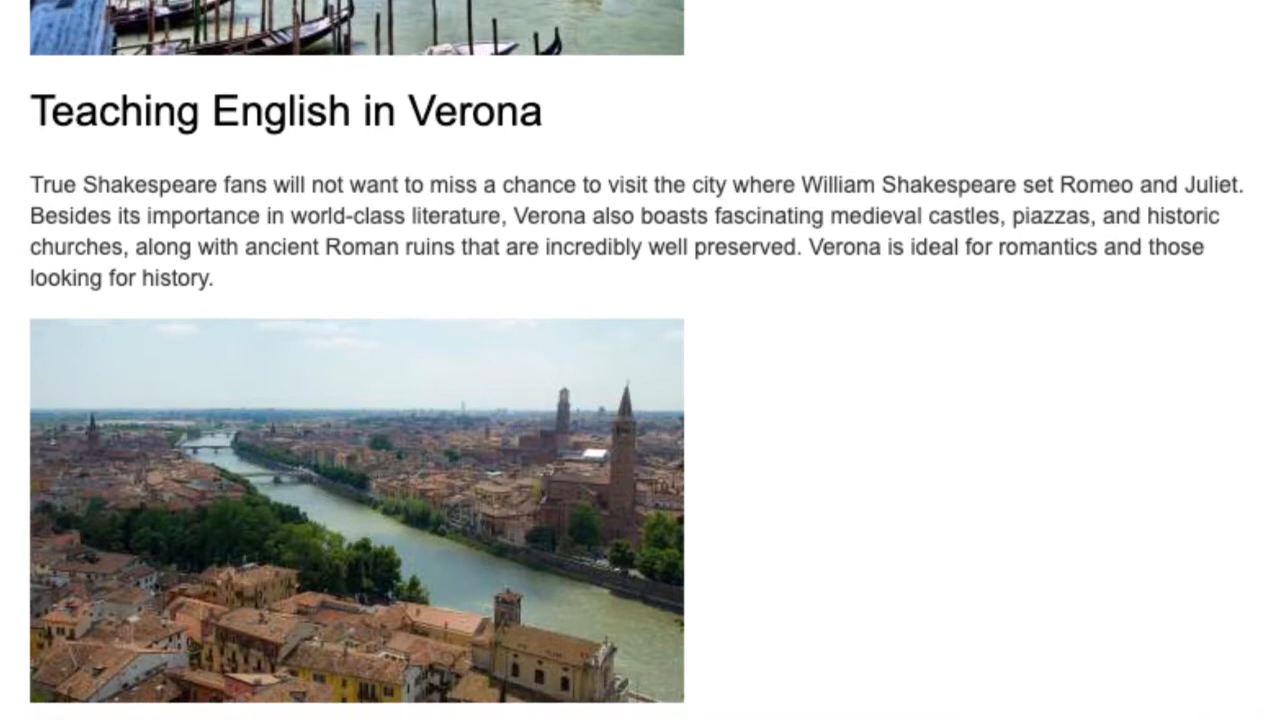 Teaching English in Verona
True Shakespeare fans will not want to miss a chance to visit the city where William Shakespeare set Romeo and Juliet.
Besides its importance in world-class literature, Verona also boasts fascinating medieval castles, piazzas, and historic
churches, along with ancient Roman ruins that are incredibly well preserved. Verona is ideal for romantics and those
looking for history.